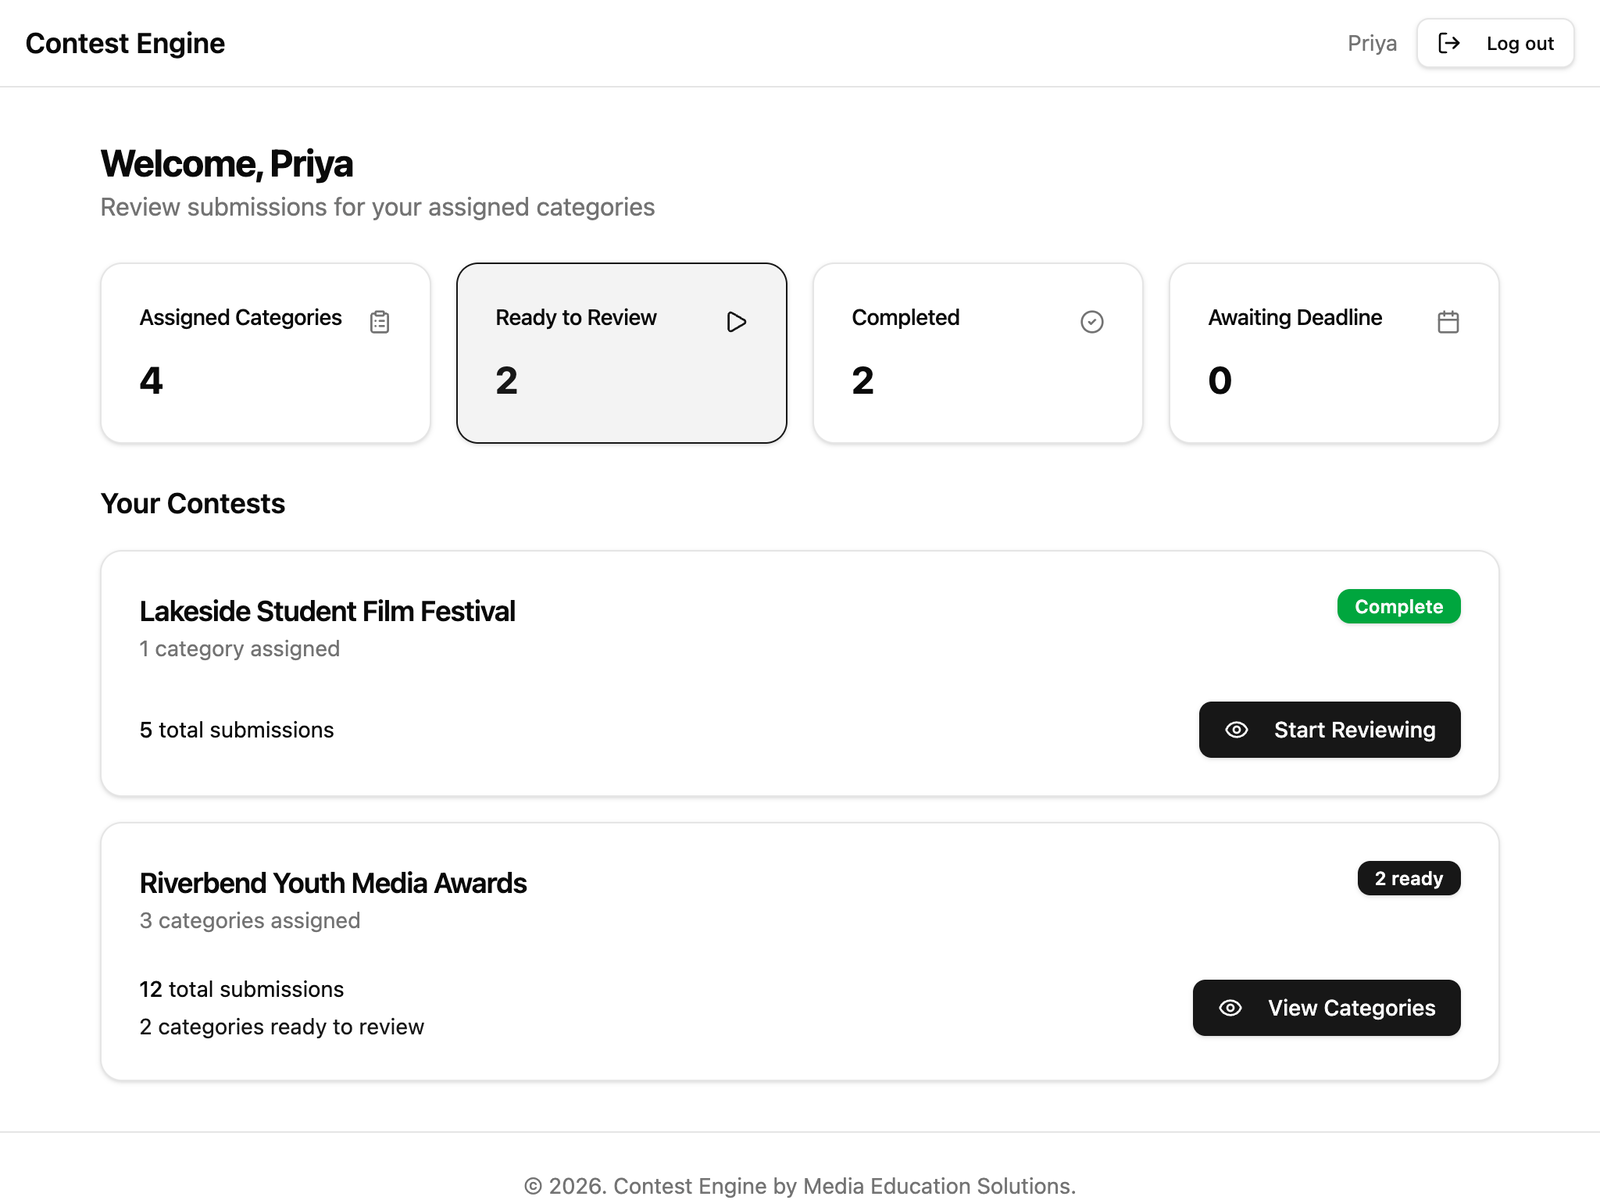 Contest Engine
Priya
Log out
Welcome, Priya
Review submissions for your assigned categories
Assigned Categories
4
Ready to Review
2
Completed
2
Awaiting Deadline
0
Your Contests
Lakeside Student Film Festival
Complete
1 category assigned
5 total submissions
Start Reviewing
Riverbend Youth Media Awards
2 ready
3 categories assigned
12 total submissions
2 categories ready to review
View Categories
© 2026. Contest Engine by Media Education Solutions.